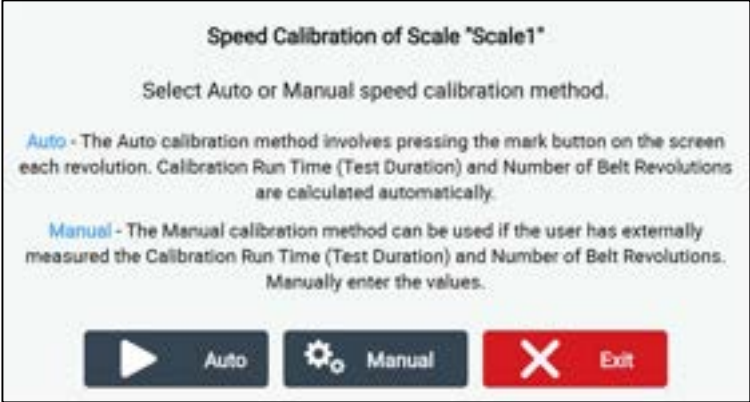 Speed Calibration of Scale "Scale1"
Select Auto or Manual speed calibration method.
Auto - The Auto calibration method involves pressing the mark button on the screen
each revolution. Calibration Run Time (Test Duration) and Number of Belt Revolutions
are calculated automatically.
Manual - The Manual calibration method can be used if the user has externally
measured the Calibration Run Time (Test Duration) and Number of Belt Revolutions.
Manually enter the values.
Auto
Manual
Exit